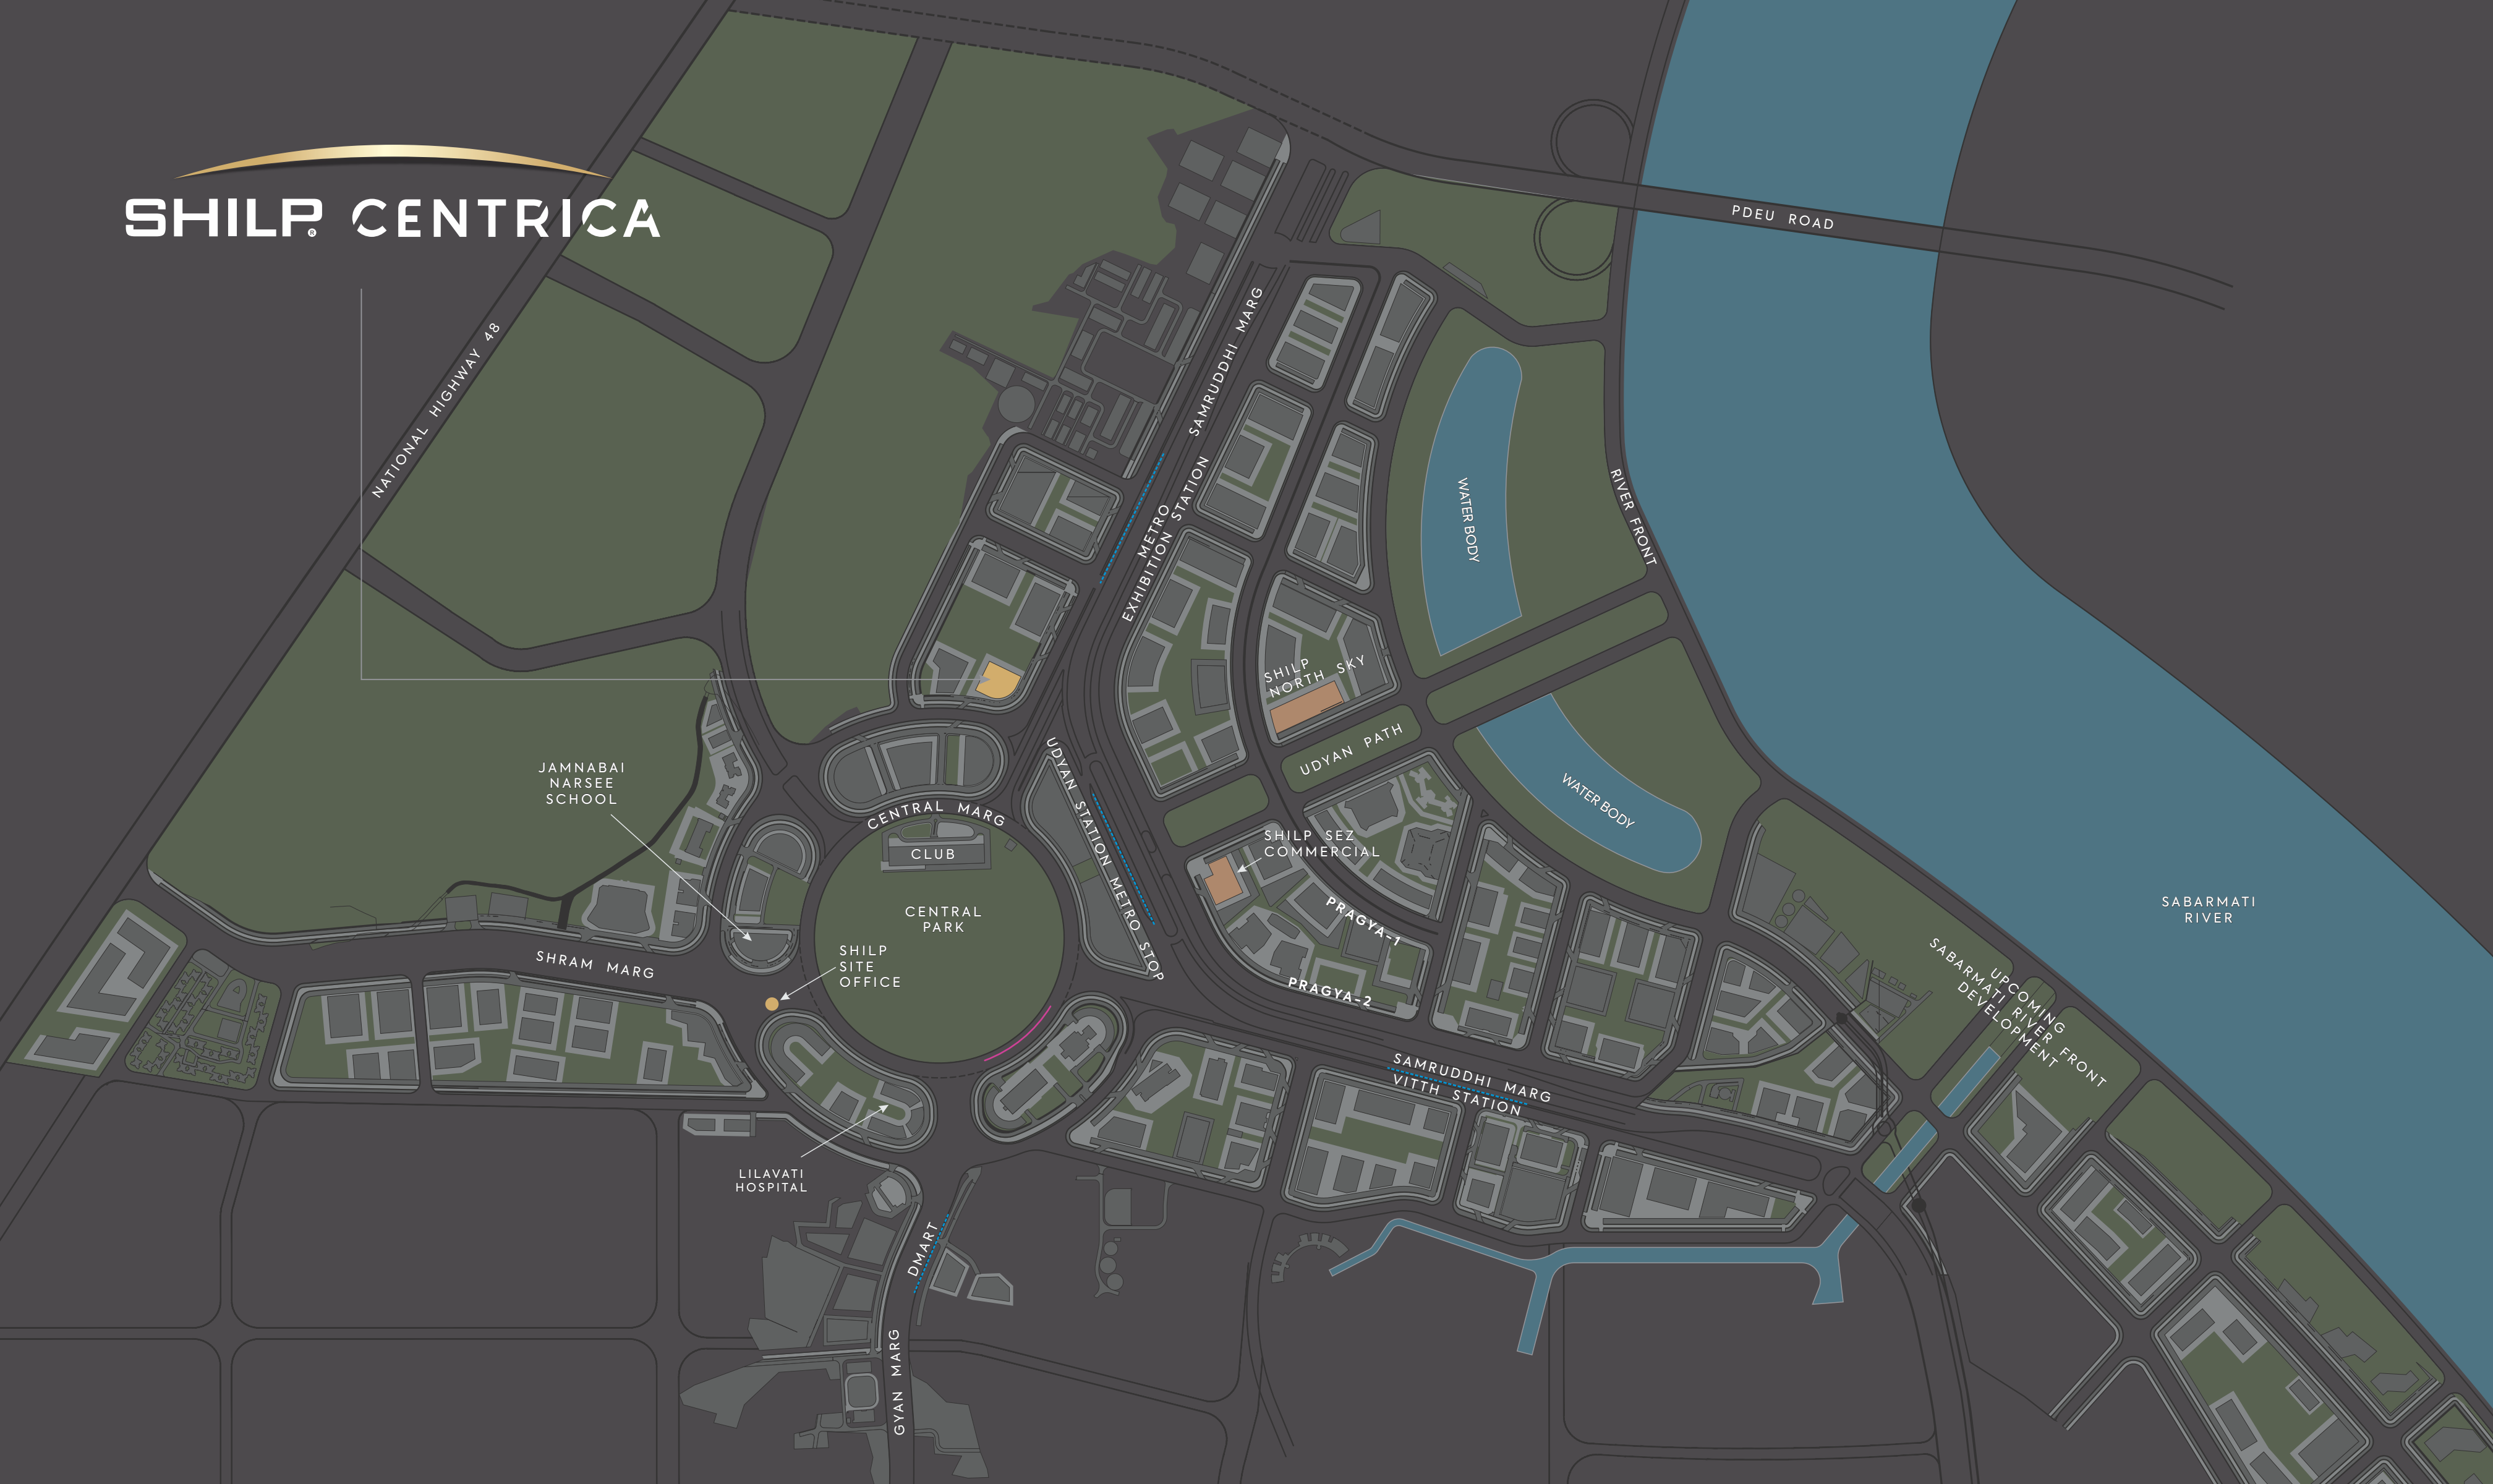 PDEU ROAD
SHILP® CENTRICA
NATIONAL HIGHWAY 48
SAMRUDDHI MARG
METRO
EXHIBITION STATION
WATER BODY
RIVER FRONT
SHILP
NORTH SKY
UDYAN PATH
UDYAN STATION METRO STOP
JAMNABAI
NARSEE
SCHOOL
CENTRAL MARG
CLUB
WATER BODY
SHILP SEZ
COMMERCIAL
CENTRAL
PARK
PRAGYA-1
PRAGYA-2
SABARMATI
RIVER
SHRAM MARG
SHILP
SITE
OFFICE
UPCOMING
SABARMATI RIVER FRONT
DEVELOPMENT
SAMRUDDHI MARG
VITTH STATION
LILAVATI
HOSPITAL
DMART
GYAN MARG